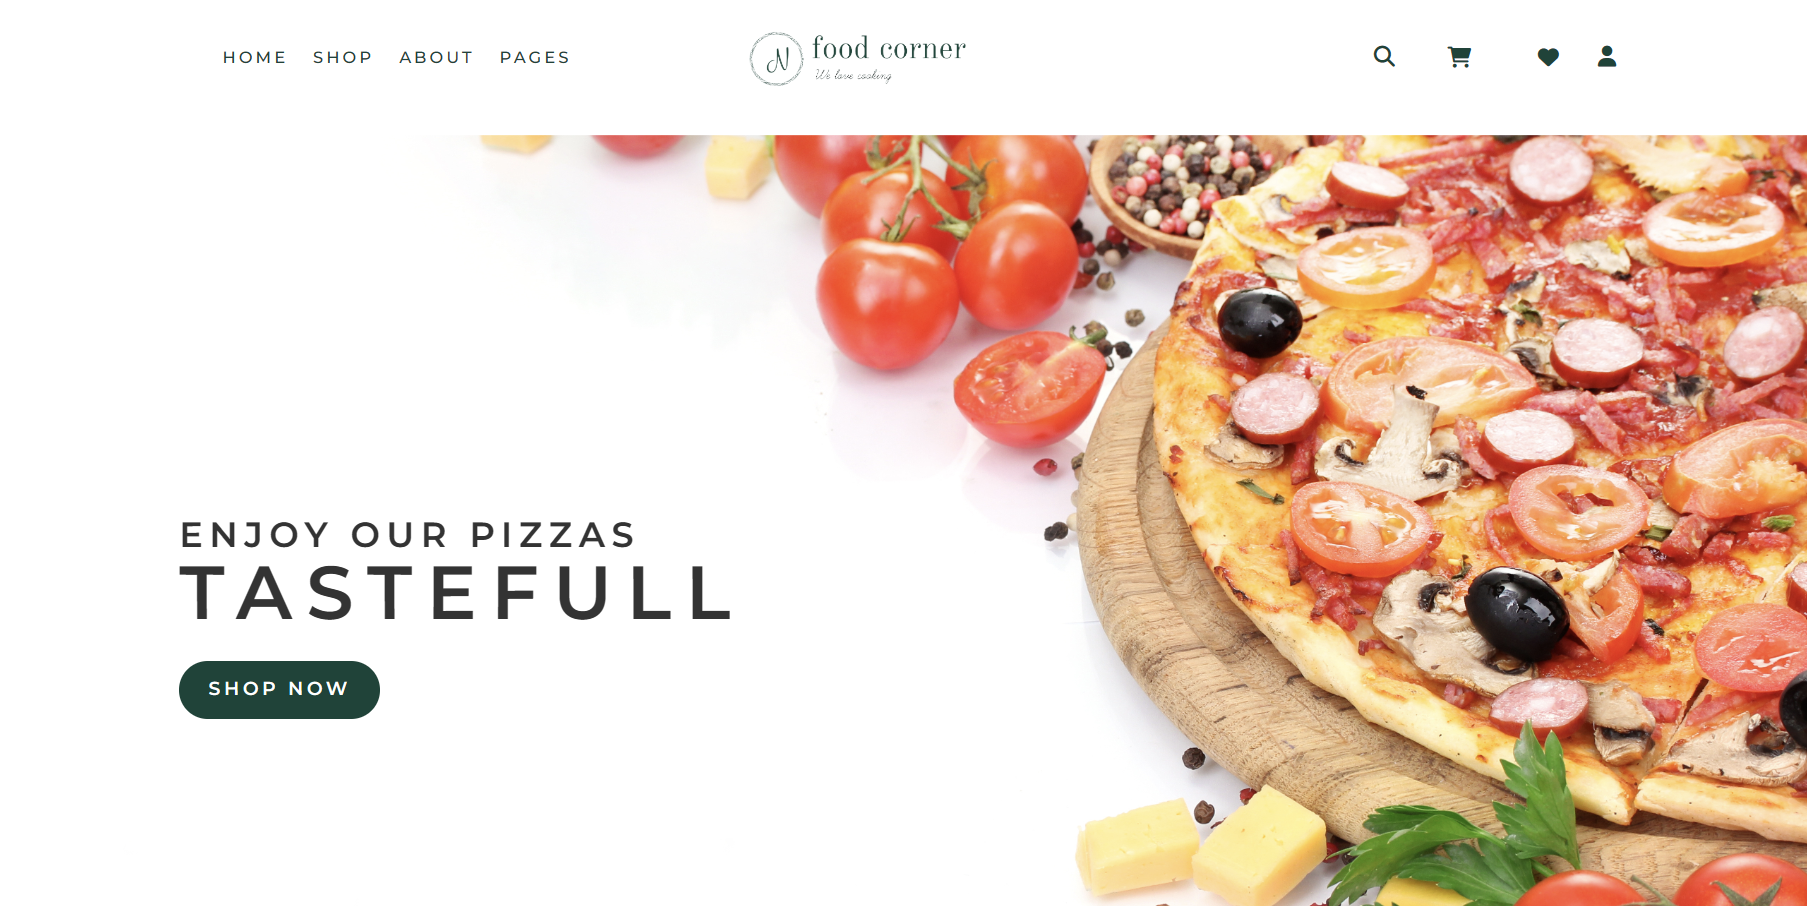 HOME SHOP ABOUT PAGES
N
food corner
We love cooking
ENJOY OUR PIZZAS
TASTEFULL
SHOP NOW